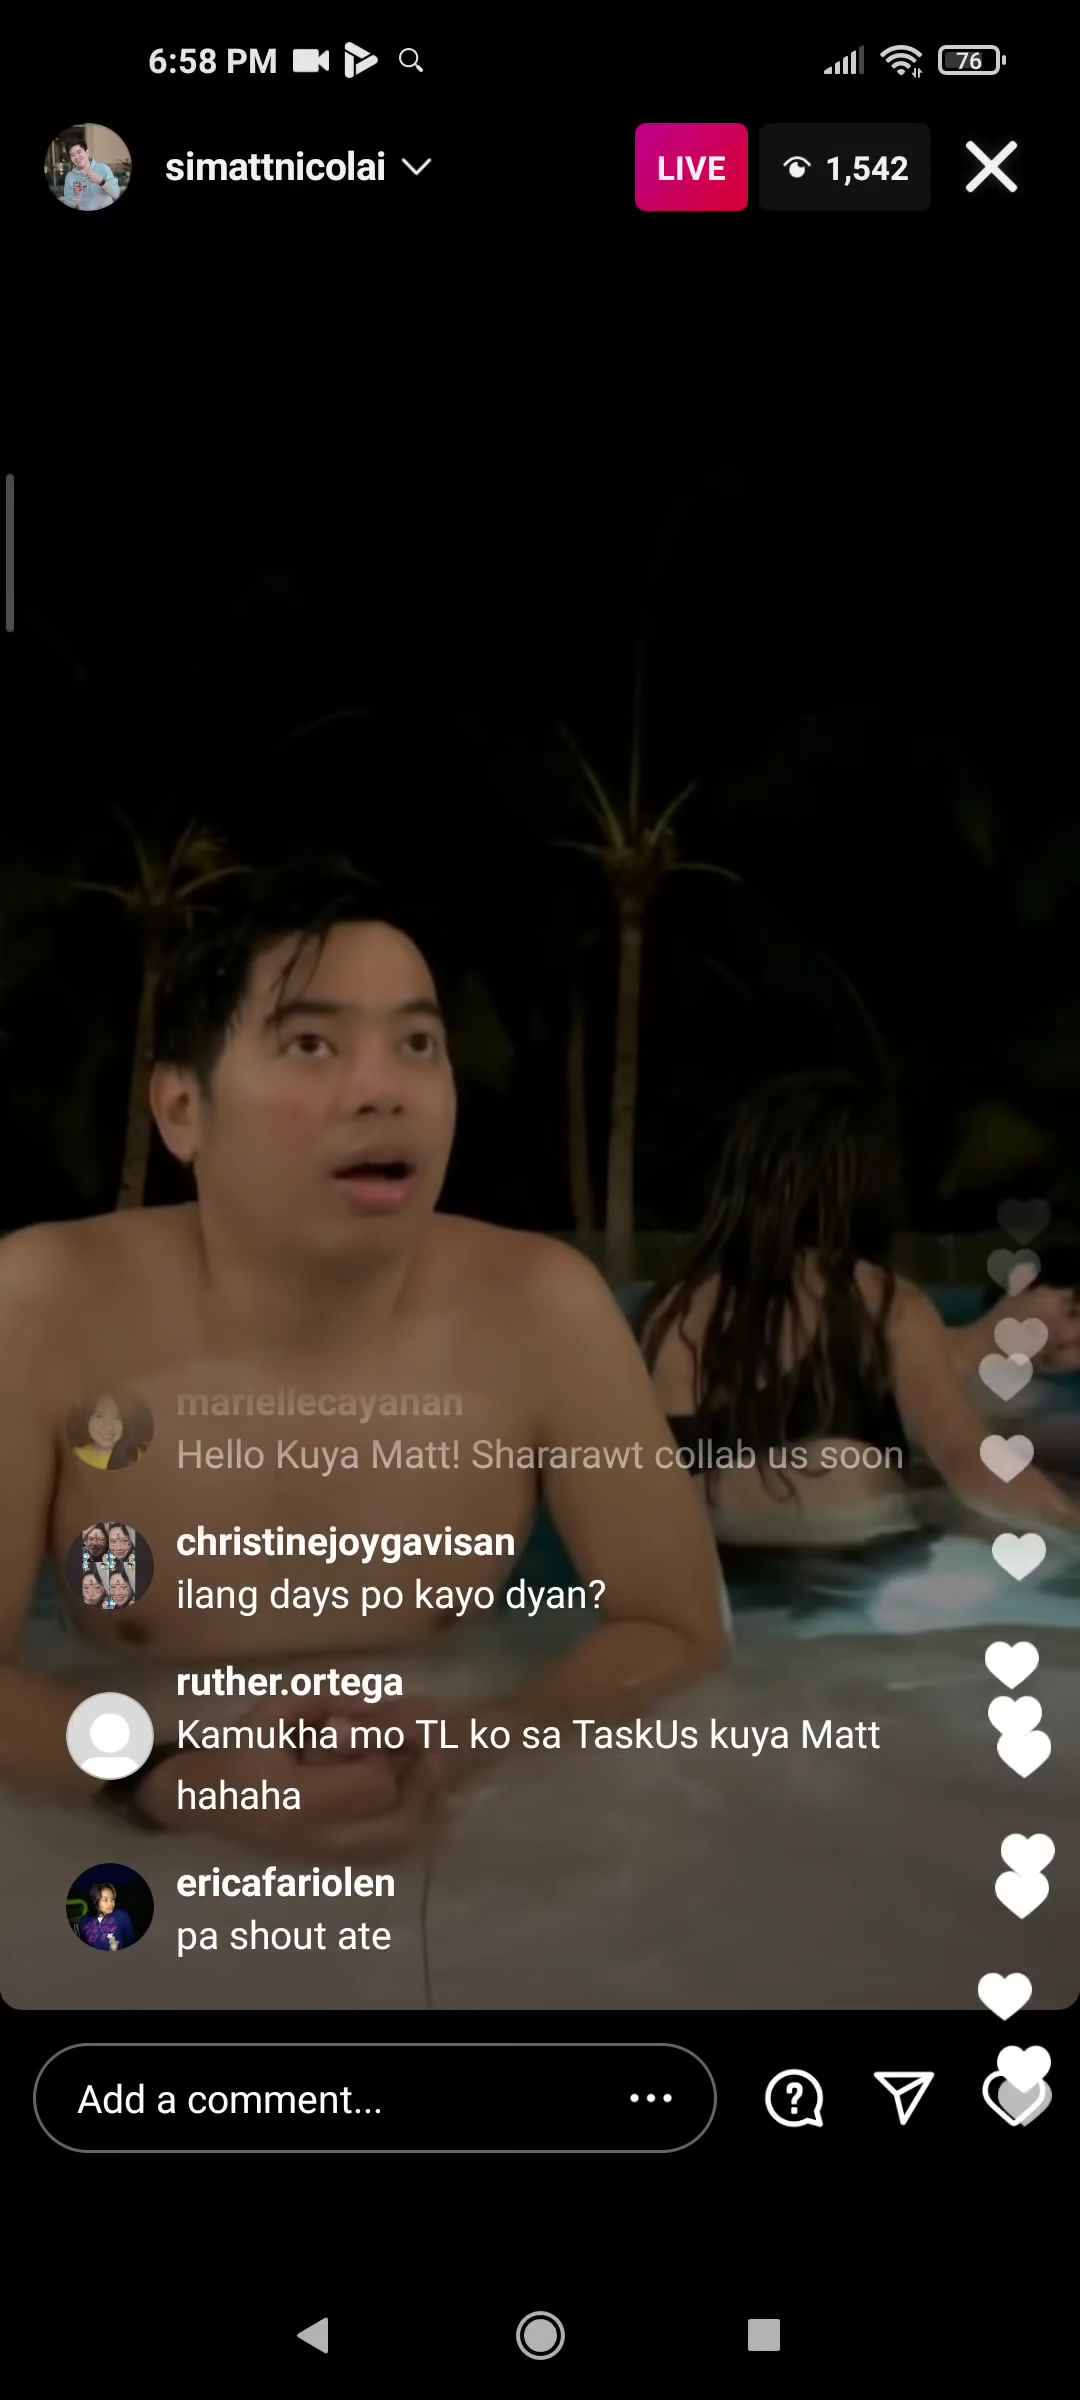 6:58 PM
76
simattnicolai
LIVE
1,542
mariellecayanan
Hello Kuya Matt! Shararawt collab us soon
christinejoygavisan
ilang days po kayo dyan?
ruther.ortega
Kamukha mo TL ko sa TaskUs kuya Matt
hahaha
ericafariolen
pa shout ate
Add a comment...